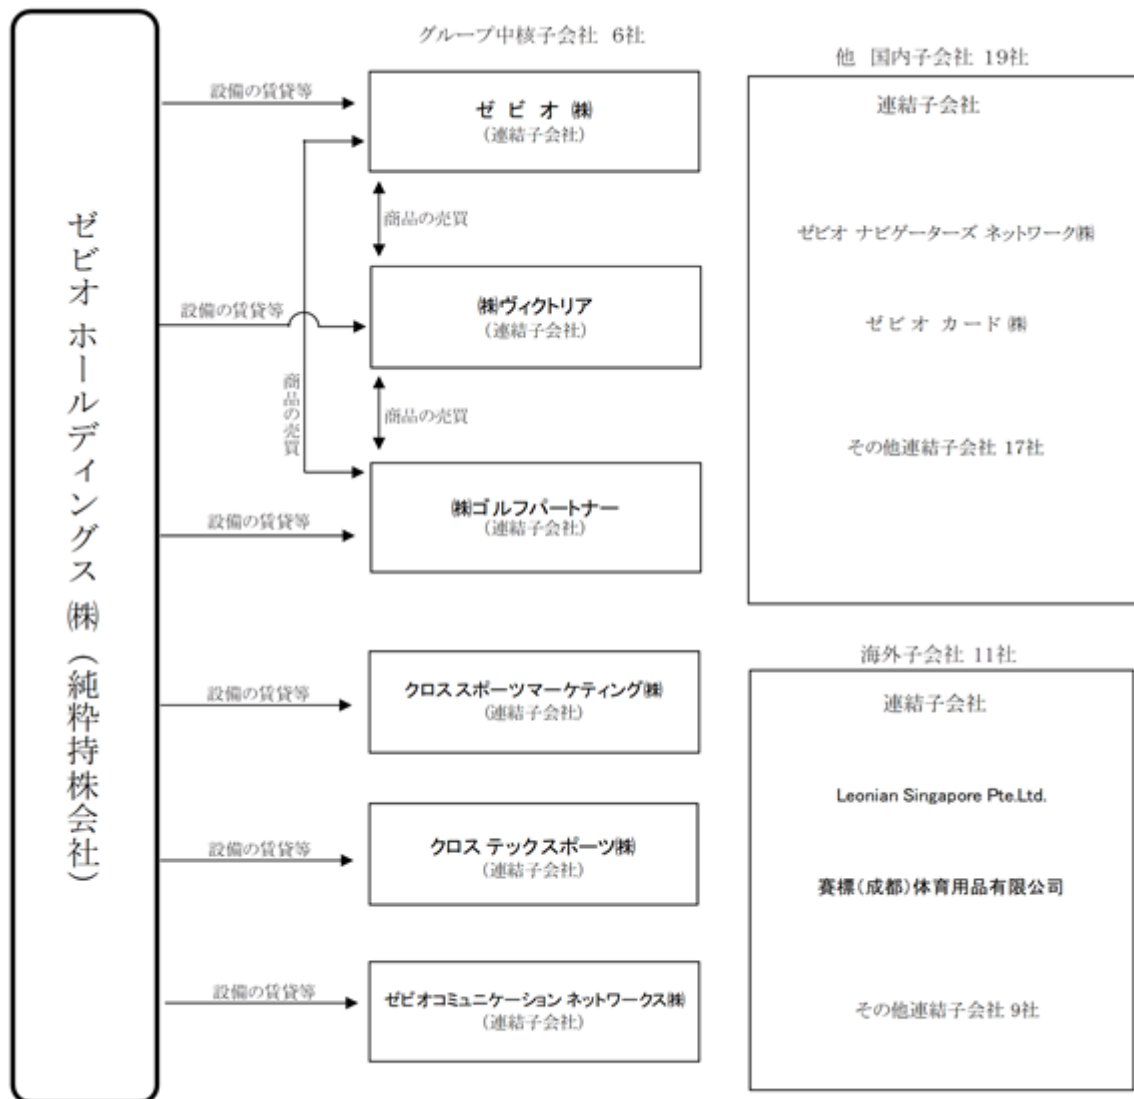 ゼビオ ホールディングス ㈱ （純粋持株会社）
グループ中核子会社 6社
設備の賃貸等
ゼ ビ オ ㈱
（連結子会社）
商品の売買
設備の賃貸等
㈱ヴィクトリア
（連結子会社）
商品の売買
商品の売買
設備の賃貸等
㈱ゴルフパートナー
（連結子会社）
設備の賃貸等
クロススポーツマーケティング㈱
（連結子会社）
設備の賃貸等
クロス テックスポーツ㈱
（連結子会社）
設備の賃貸等
ゼビオコミュニケーション ネットワークス㈱
（連結子会社）
他 国内子会社 19社
連結子会社
ゼビオ ナビゲーターズ ネットワーク㈱
ゼ ビ オ カ ー ド ㈱
その他連結子会社 17社
海外子会社 11社
連結子会社
Leonian Singapore Pte.Ltd.
賽標（成都）体育用品有限公司
その他連結子会社 9社